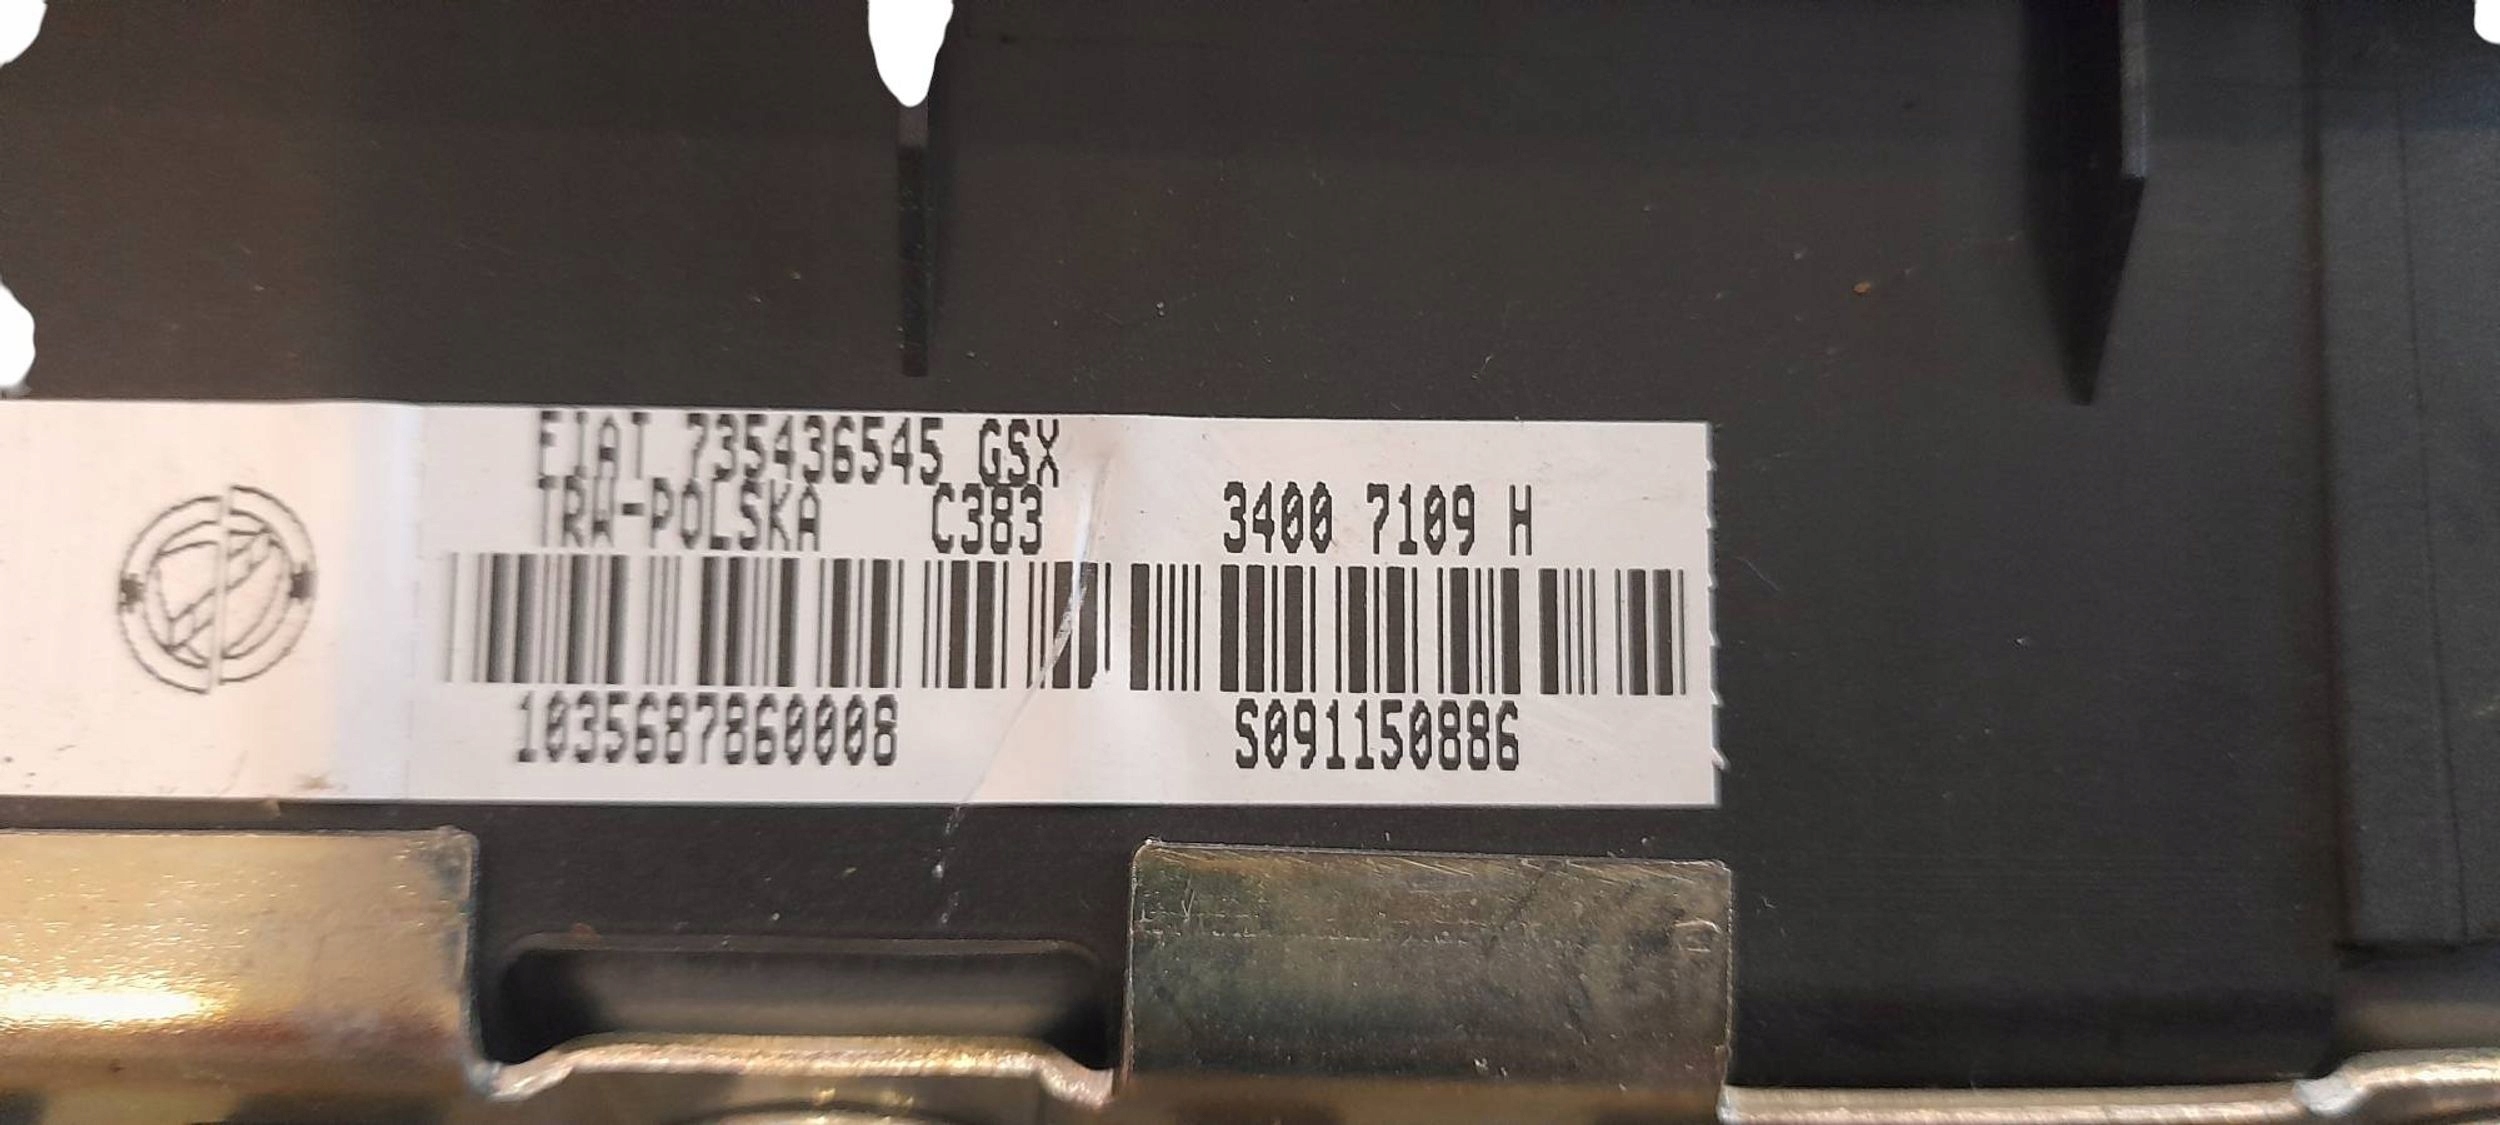 FIAT 735436545 GSX
TRW-POLSKA C383 3400 7109 H
1035687860008 S091150886